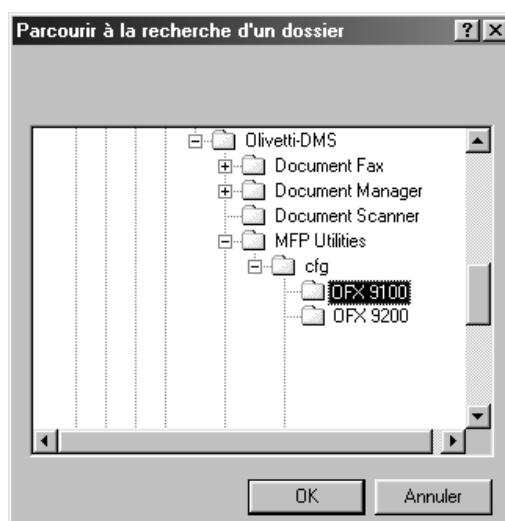 Parcourir à la recherche d'un dossier
Olivetti-DMS
Document Fax
Document Manager
Document Scanner
MFP Utilities
cfg
OFX 9100
OFX 9200
OK Annuler